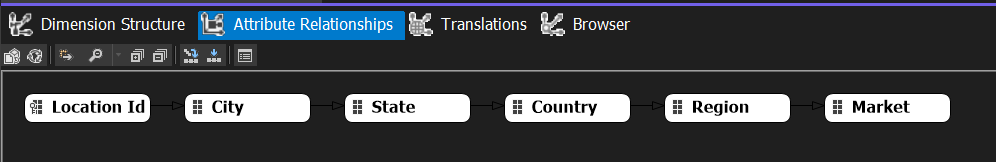 Dimension Structure Attribute Relationships Translations Browser
Location Id City State Country Region Market